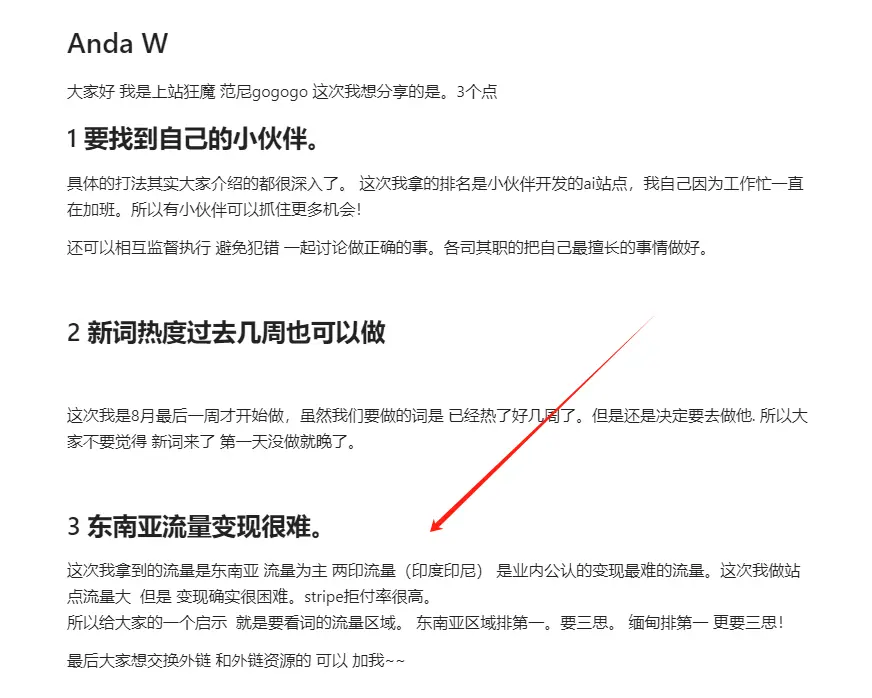 Anda W
大家好 我是上站狂魔 范尼gogogo 这次我想分享的是。3个点
1 要找到自己的小伙伴。
具体的打法其实大家介绍的都很深入了。 这次我拿的排名是小伙伴开发的ai站点，我自己因为工作忙一直
在加班。所以有小伙伴可以抓住更多机会！
还可以相互监督执行 避免犯错 一起讨论做正确的事。各司其职的把自己最擅长的事情做好。
2 新词热度过去几周也可以做
这次我是8月最后一周才开始做，虽然我们要做的词是 已经热了好几周了。但是还是决定要去做他. 所以大
家不要觉得 新词来了 第一天没做就晚了。
3 东南亚流量变现很难。
这次我拿到的流量是东南亚 流量为主 两印流量（印度印尼） 是业内公认的变现最难的流量。这次我做站
点流量大 但是 变现确实很困难。stripe拒付率很高。
所以给大家的一个启示 就是要看词的流量区域。 东南亚区域排第一。要三思。 缅甸排第一 更要三思！
最后大家想交换外链 和外链资源的 可以 加我~~